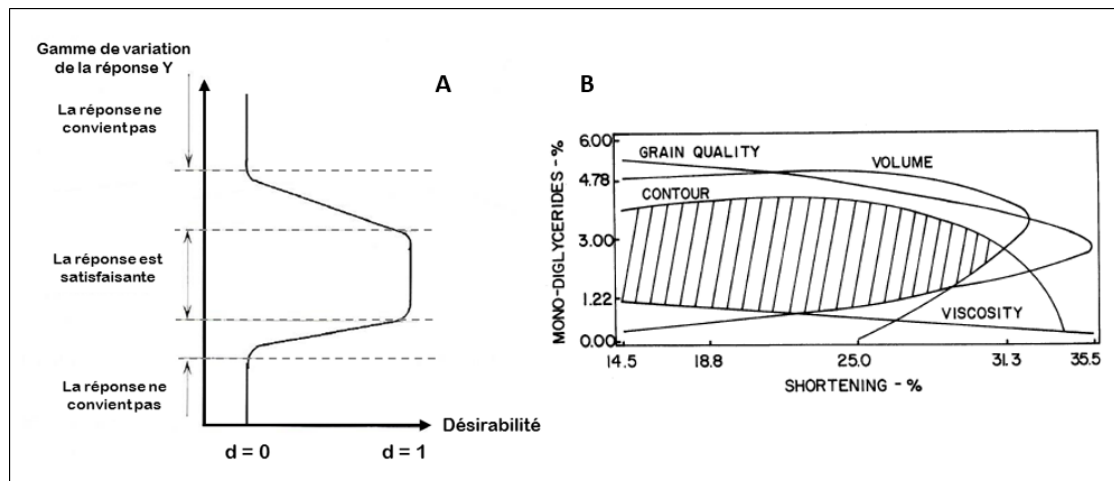 Gamme de variation
de la réponse Y
A
La réponse ne
convient pas
La réponse est
satisfaisante
La réponse ne
convient pas
Désirabilité
d = 0
d = 1
B
MONO-DIGLYCERIDES - %
6.00
4.78
3.00
1.22
0.00
GRAIN QUALITY
VOLUME
CONTOUR
VISCOSITY
14.5
18.8
25.0
31.3
35.5
SHORTENING - %